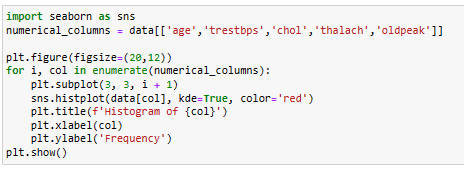 import seaborn as sns
numerical_columns = data[['age','trestbps','chol','thalach','oldpeak']]
plt.figure(figsize=(20,12))
for i, col in enumerate(numerical_columns):
    plt.subplot(3, 3, i + 1)
    sns.histplot(data[col], kde=True, color='red')
    plt.title(f'Histogram of {col}')
    plt.xlabel(col)
    plt.ylabel('Frequency')
plt.show()